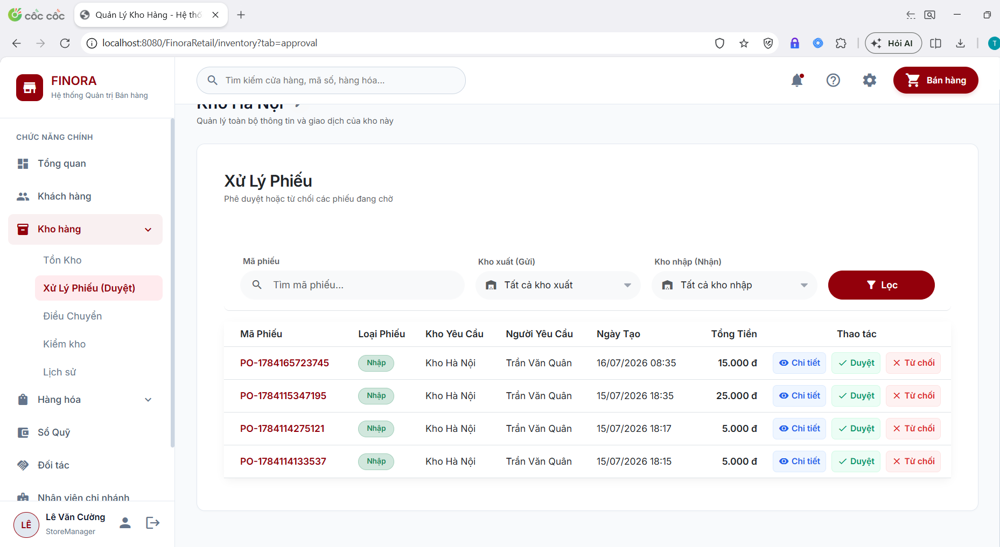 cốc cốc
Quản Lý Kho Hàng - Hệ thố
localhost:8080/FinoraRetail/inventory?tab=approval
Hỏi AI
T
FINORA
Hệ thống Quản trị Bán hàng
Tìm kiếm cửa hàng, mã số, hàng hóa...
Bán hàng
Kho Hà Nội
Quản lý toàn bộ thông tin và giao dịch của kho này
CHỨC NĂNG CHÍNH
Tổng quan
Khách hàng
Kho hàng
Tồn Kho
Xử Lý Phiếu (Duyệt)
Điều Chuyển
Kiểm kho
Lịch sử
Hàng hóa
Sổ Quỹ
Đối tác
Nhân viên chi nhánh
LÊ
Lê Văn Cường
StoreManager
Xử Lý Phiếu
Phê duyệt hoặc từ chối các phiếu đang chờ
Mã phiếu
Kho xuất (Gửi)
Kho nhập (Nhận)
Tìm mã phiếu...
Tất cả kho xuất
Tất cả kho nhập
Lọc
Mã Phiếu Loại Phiếu Kho Yêu Cầu Người Yêu Cầu Ngày Tạo Tổng Tiền Thao tác
PO-1784165723745 Nhập Kho Hà Nội Trần Văn Quân 16/07/2026 08:35 15.000 đ Chi tiết Duyệt Từ chối
PO-1784115347195 Nhập Kho Hà Nội Trần Văn Quân 15/07/2026 18:35 25.000 đ Chi tiết Duyệt Từ chối
PO-1784114275121 Nhập Kho Hà Nội Trần Văn Quân 15/07/2026 18:17 5.000 đ Chi tiết Duyệt Từ chối
PO-1784114133537 Nhập Kho Hà Nội Trần Văn Quân 15/07/2026 18:15 5.000 đ Chi tiết Duyệt Từ chối